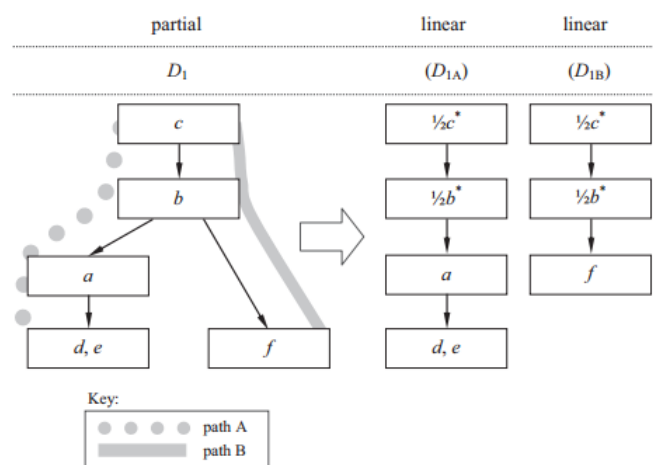 partial linear linear
D₁ (D₁A) (D₁B)
c ½c* ½c*
b ½b* ½b*
a a f
d, e f d, e
Key:
path A
path B